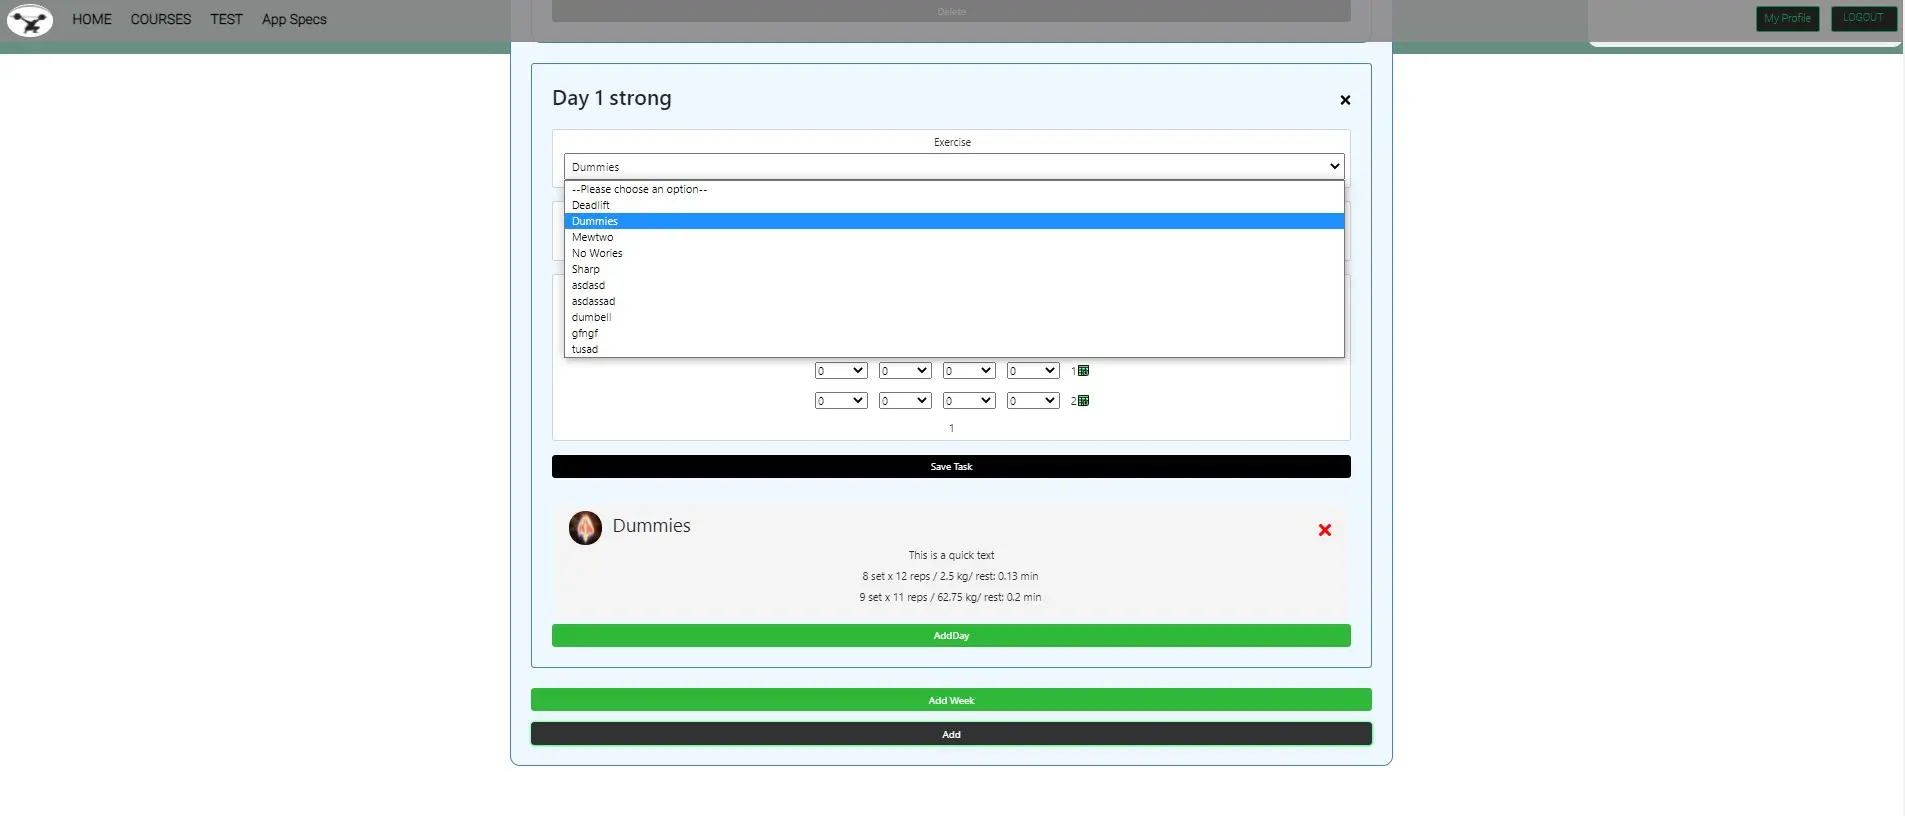 HOME COURSES TEST App Specs
Delete
My Profile LOGOUT
Day 1 strong
Exercise
Dummies
--Please choose an option--
Deadlift
Dummies
Mewtwo
No Wories
Sharp
asdasd
asdassad
dumbell
gfngf
tusad
0 0 0 0 1
0 0 0 0 2
1
Save Task
Dummies
This is a quick text
8 set x 12 reps / 2.5 kg/ rest: 0.13 min
9 set x 11 reps / 62.75 kg/ rest: 0.2 min
AddDay
Add Week
Add